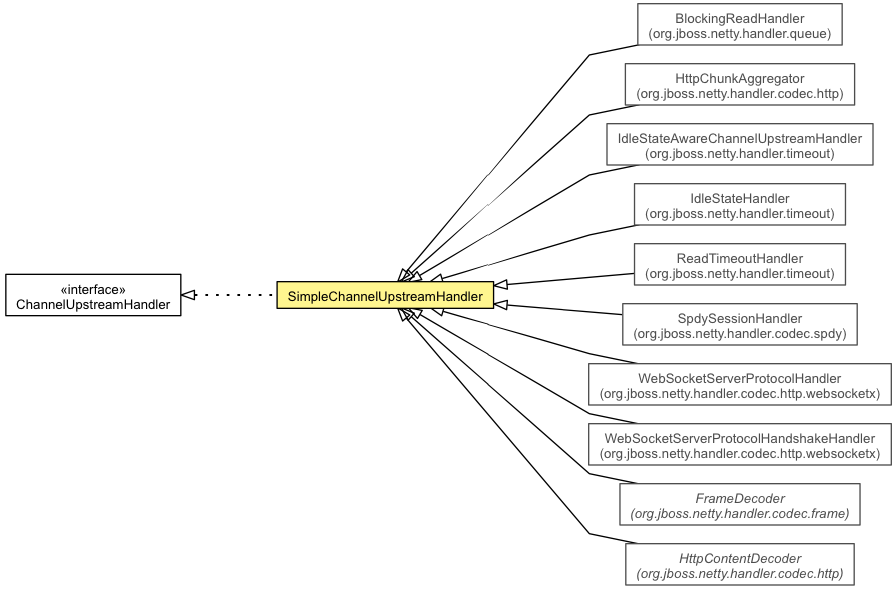 «interface»
ChannelUpstreamHandler
SimpleChannelUpstreamHandler
BlockingReadHandler
(org.jboss.netty.handler.queue)
HttpChunkAggregator
(org.jboss.netty.handler.codec.http)
IdleStateAwareChannelUpstreamHandler
(org.jboss.netty.handler.timeout)
IdleStateHandler
(org.jboss.netty.handler.timeout)
ReadTimeoutHandler
(org.jboss.netty.handler.timeout)
SpdySessionHandler
(org.jboss.netty.handler.codec.spdy)
WebSocketServerProtocolHandler
(org.jboss.netty.handler.codec.http.websocketx)
WebSocketServerProtocolHandshakeHandler
(org.jboss.netty.handler.codec.http.websocketx)
FrameDecoder
(org.jboss.netty.handler.codec.frame)
HttpContentDecoder
(org.jboss.netty.handler.codec.http)